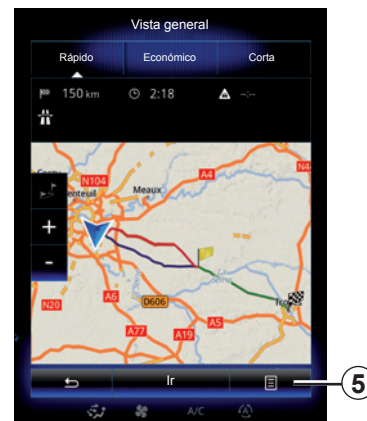 Vista general
Rápido Económico Corta
150 km 2:18 --:--
N104 A4 N4
Meaux
N20 A6 D606
A77 A19 A5
Ir
5
A/C